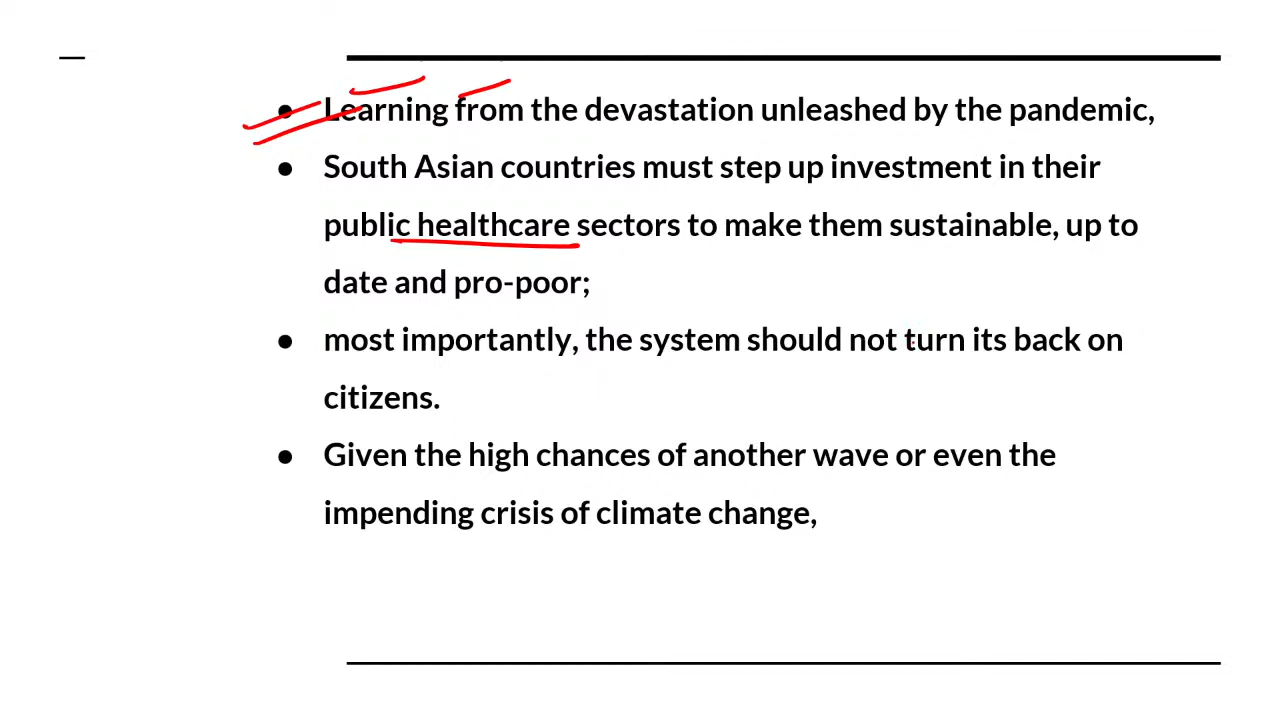 ● Learning from the devastation unleashed by the pandemic,
● South Asian countries must step up investment in their
public healthcare sectors to make them sustainable, up to
date and pro-poor;
● most importantly, the system should not turn its back on
citizens.
● Given the high chances of another wave or even the
impending crisis of climate change,